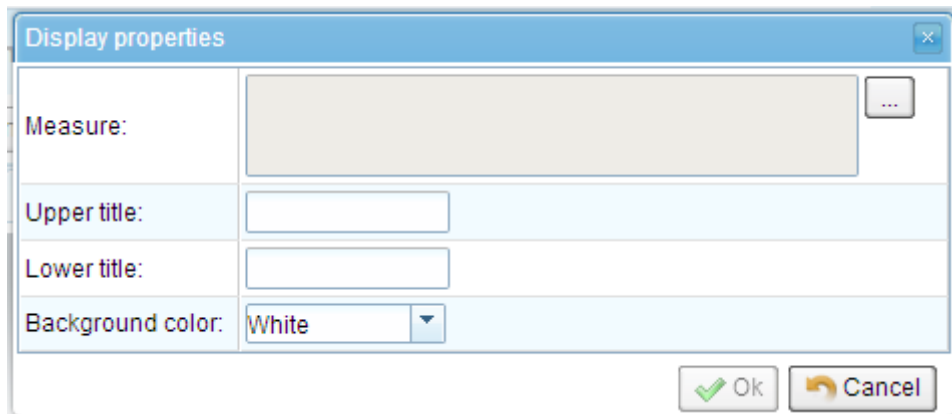 Display properties
Measure:
...
Upper title:
Lower title:
Background color:
White
Ok
Cancel